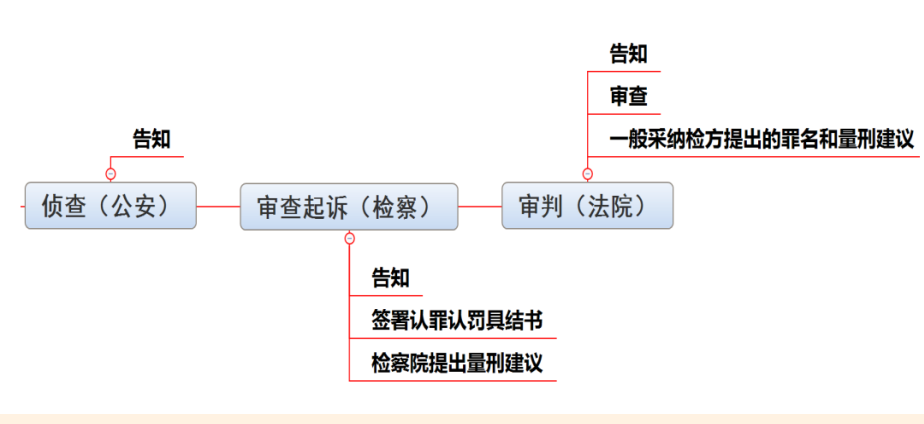 告知
审查
一般采纳检方提出的罪名和量刑建议
告知
侦查（公安）
审查起诉（检察）
审判（法院）
告知
签署认罪认罚具结书
检察院提出量刑建议